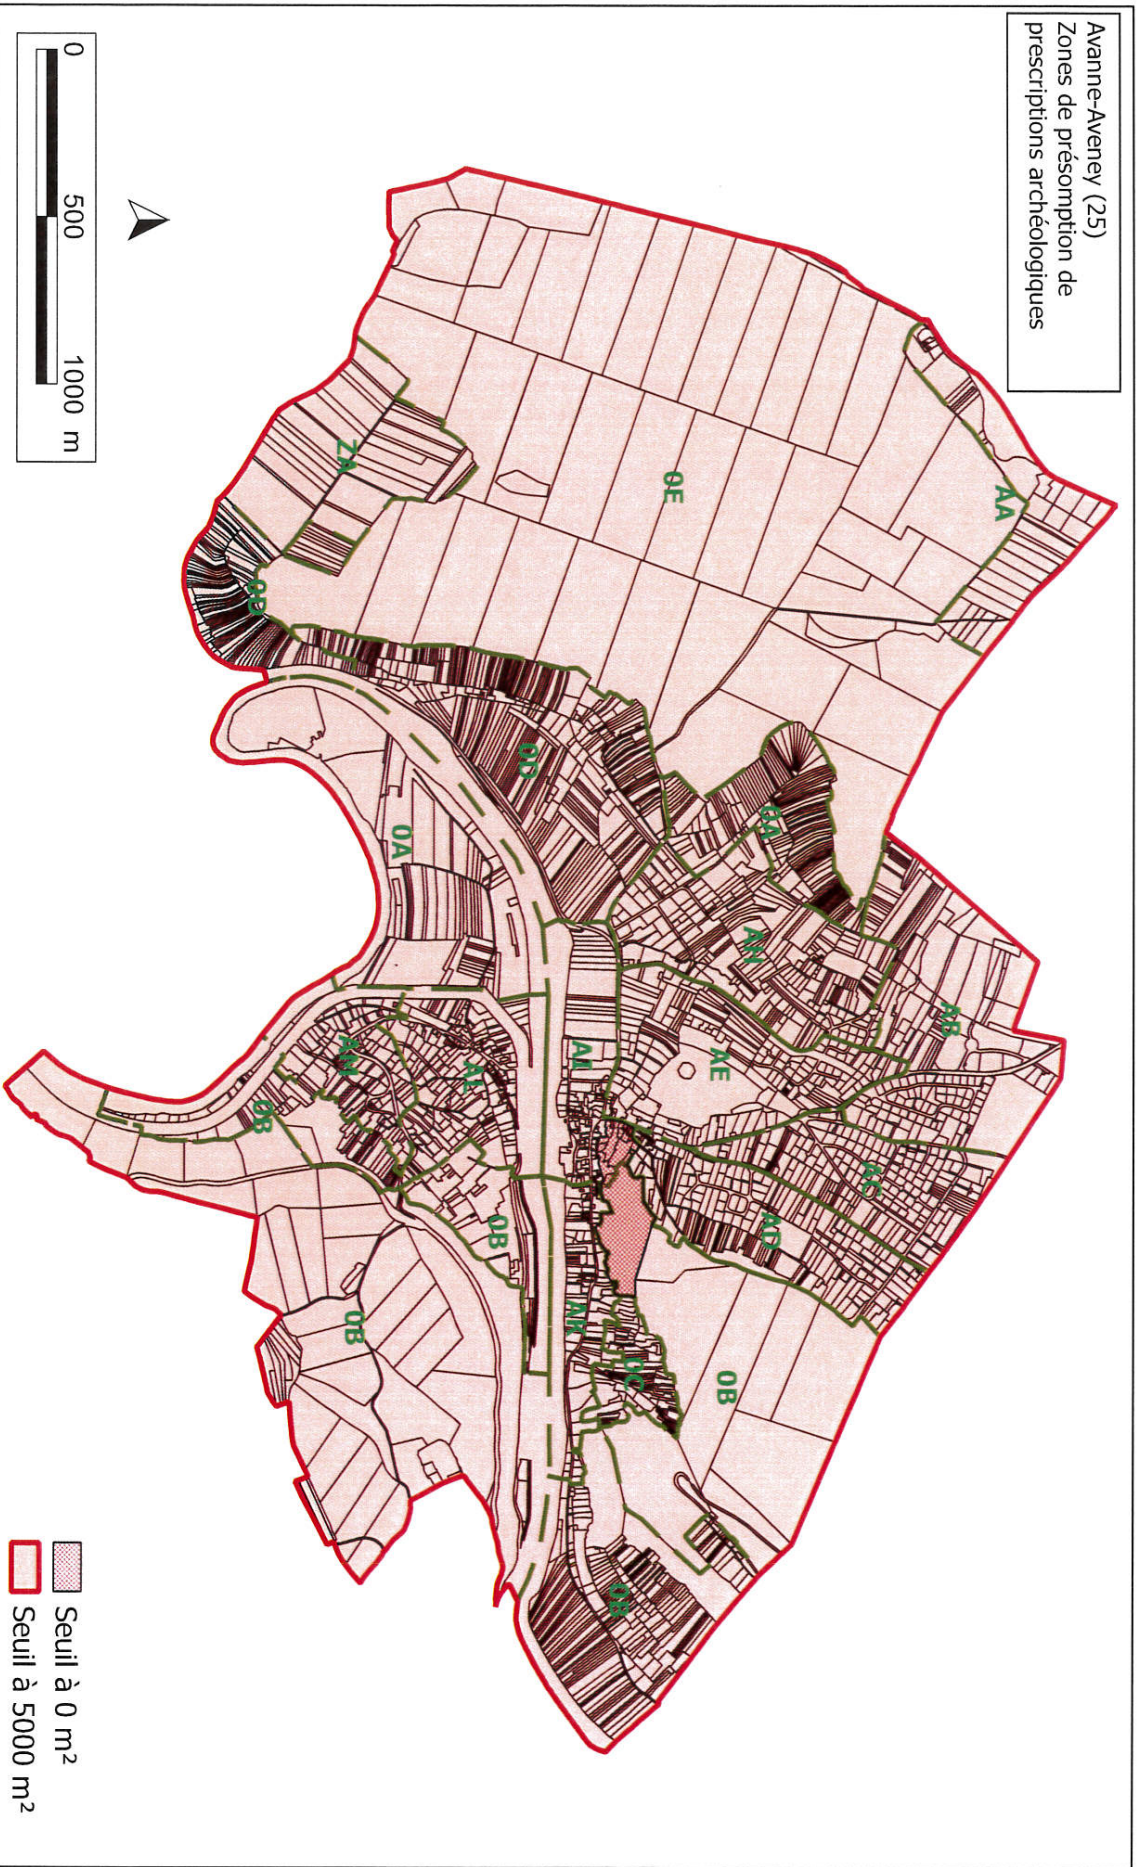 Avanne-Aveney (25)
Zones de présomption de
prescriptions archéologiques
AA
0E
ZA
0D
0D
0A
0A
AH
AB
AE
AI
AC
AD
AL
AM
0B
0B
0B
AK
0C
0B
0B
0 500 1000 m
Seuil à 0 m²
Seuil à 5000 m²